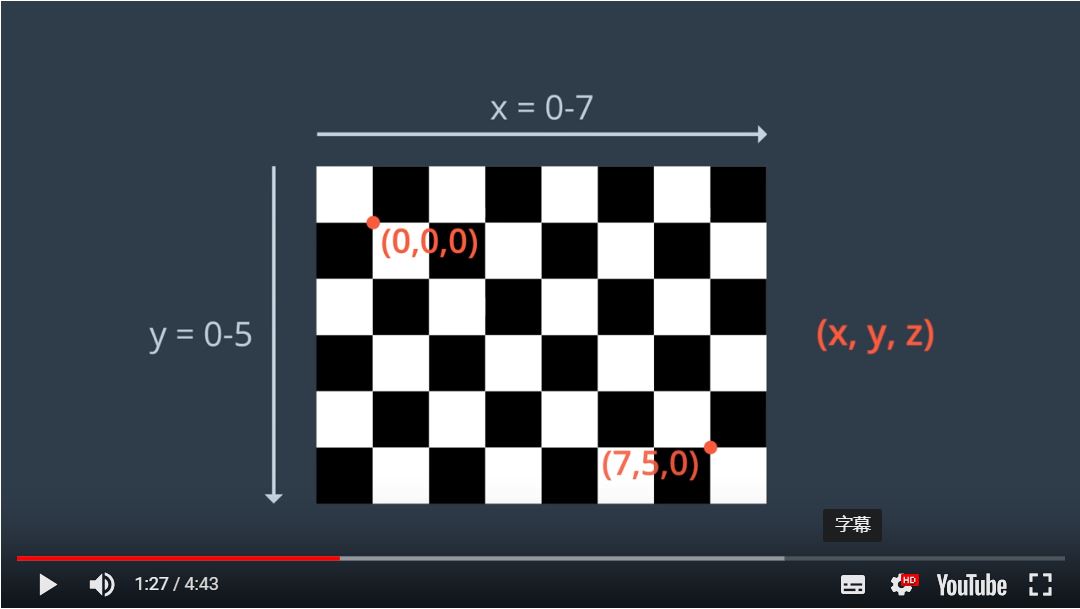 x = 0-7
(0,0,0)
y = 0-5
(x, y, z)
(7,5,0)
字幕
1:27 / 4:43
HD
YouTube